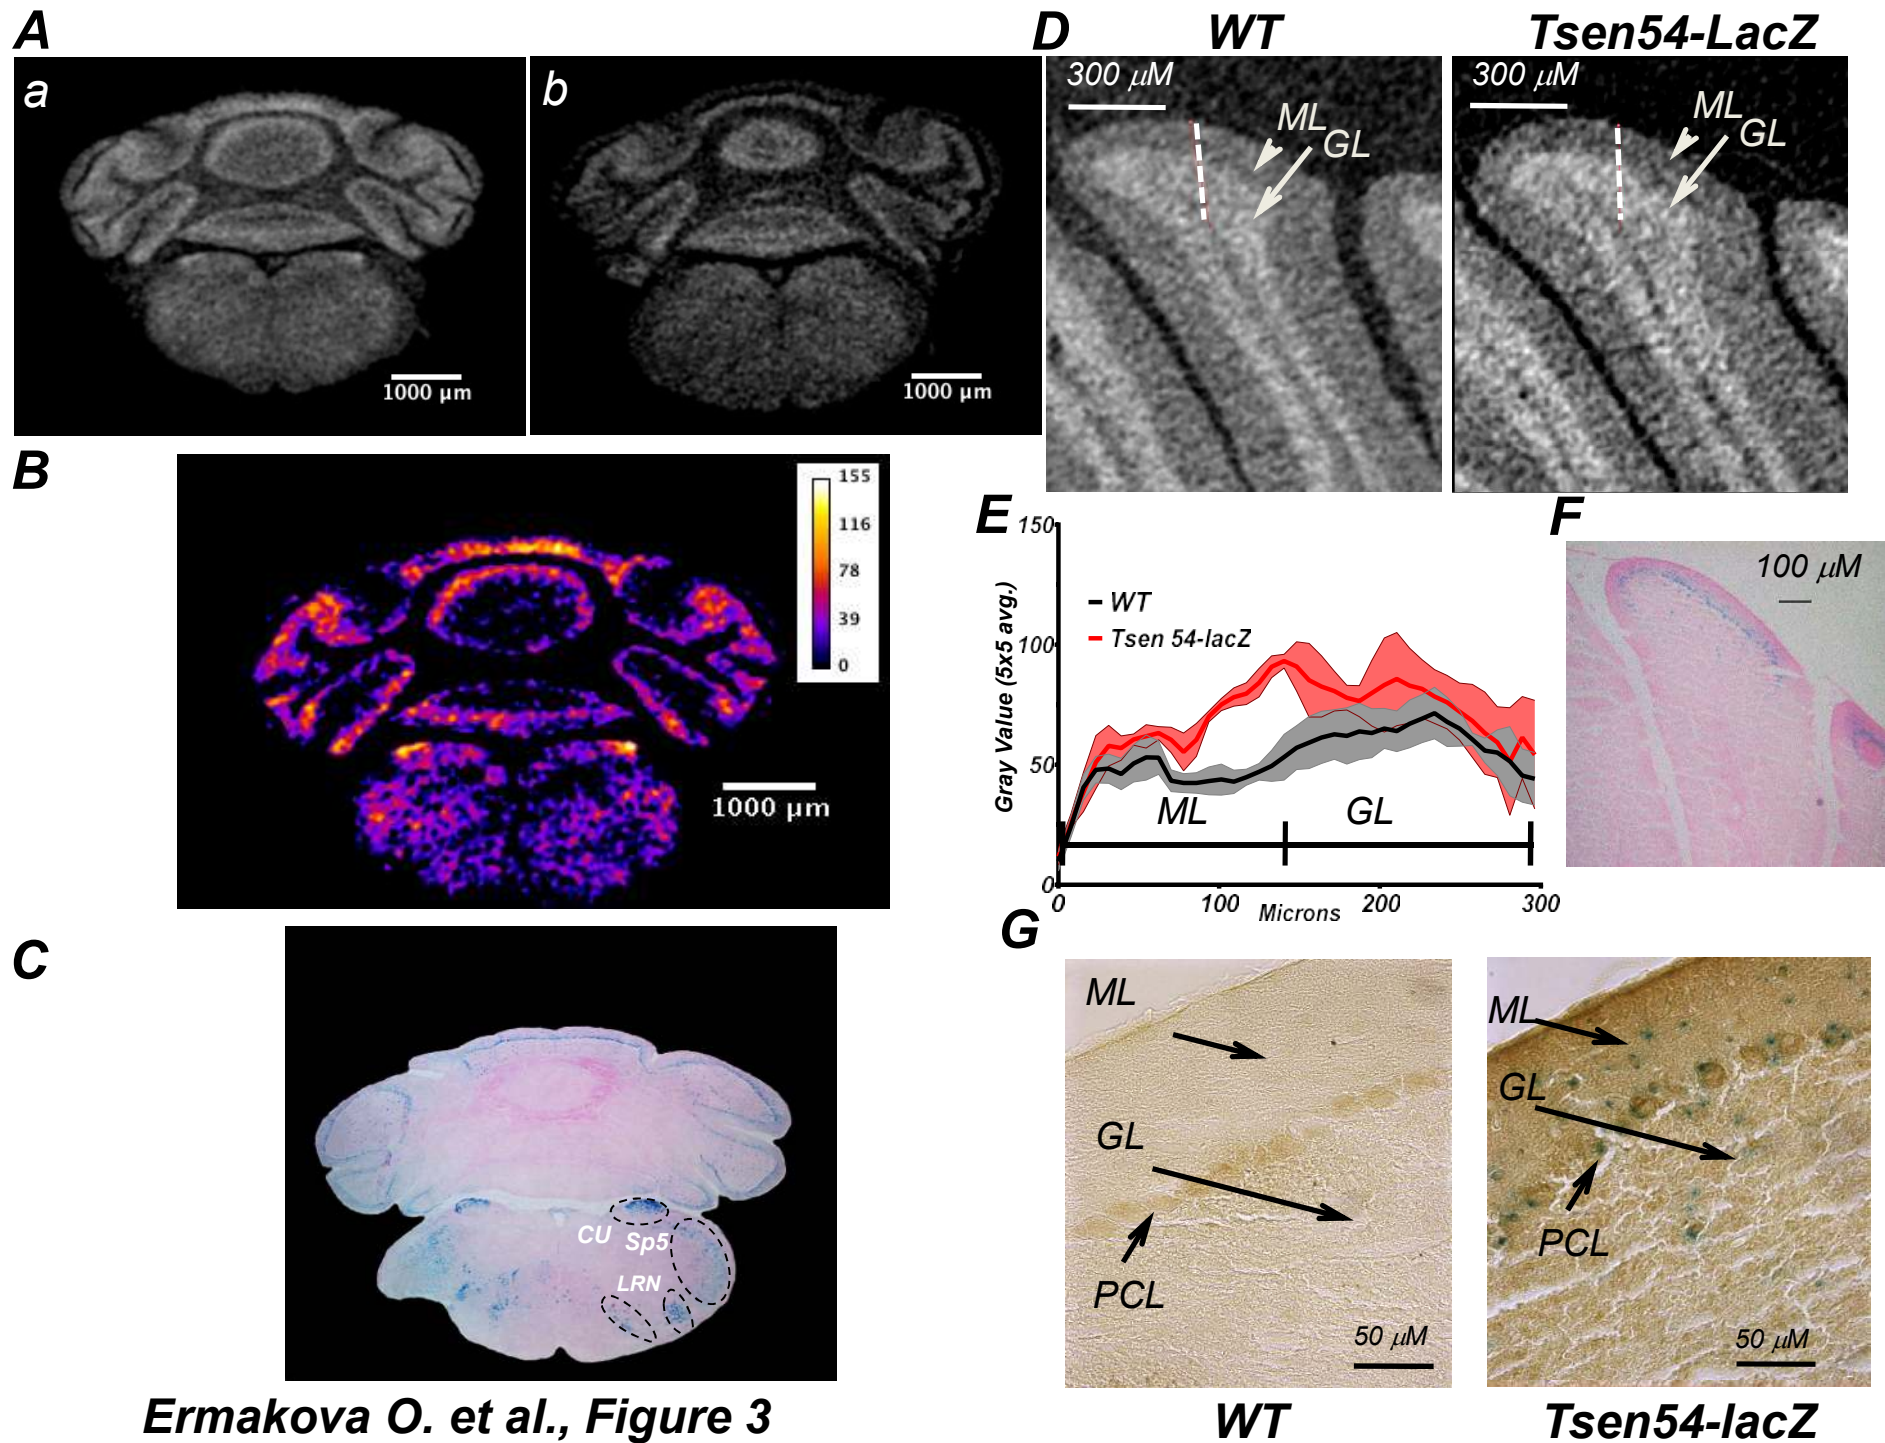 A
a
1000 µm
b
1000 µm
B
155
116
78
39
0
1000 µm
C
CU
Sp5
LRN
D
WT
Tsen54-LacZ
300 µM
ML
GL
300 µM
ML
GL
E
150
100
50
0
Gray Value (5x5 avg.)
WT
Tsen 54-lacZ
ML
GL
0
100
200
300
Microns
F
100 µM
G
ML
GL
PCL
50 µM
WT
ML
GL
PCL
50 µM
Tsen54-lacZ
Ermakova O. et al., Figure 3